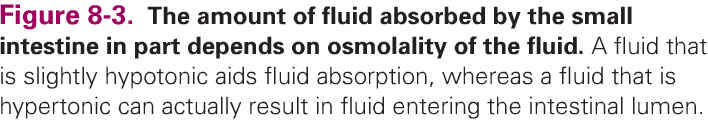 Figure 8-3. The amount of fluid absorbed by the small
intestine in part depends on osmolality of the fluid. A fluid that
is slightly hypotonic aids fluid absorption, whereas a fluid that is
hypertonic can actually result in fluid entering the intestinal lumen.